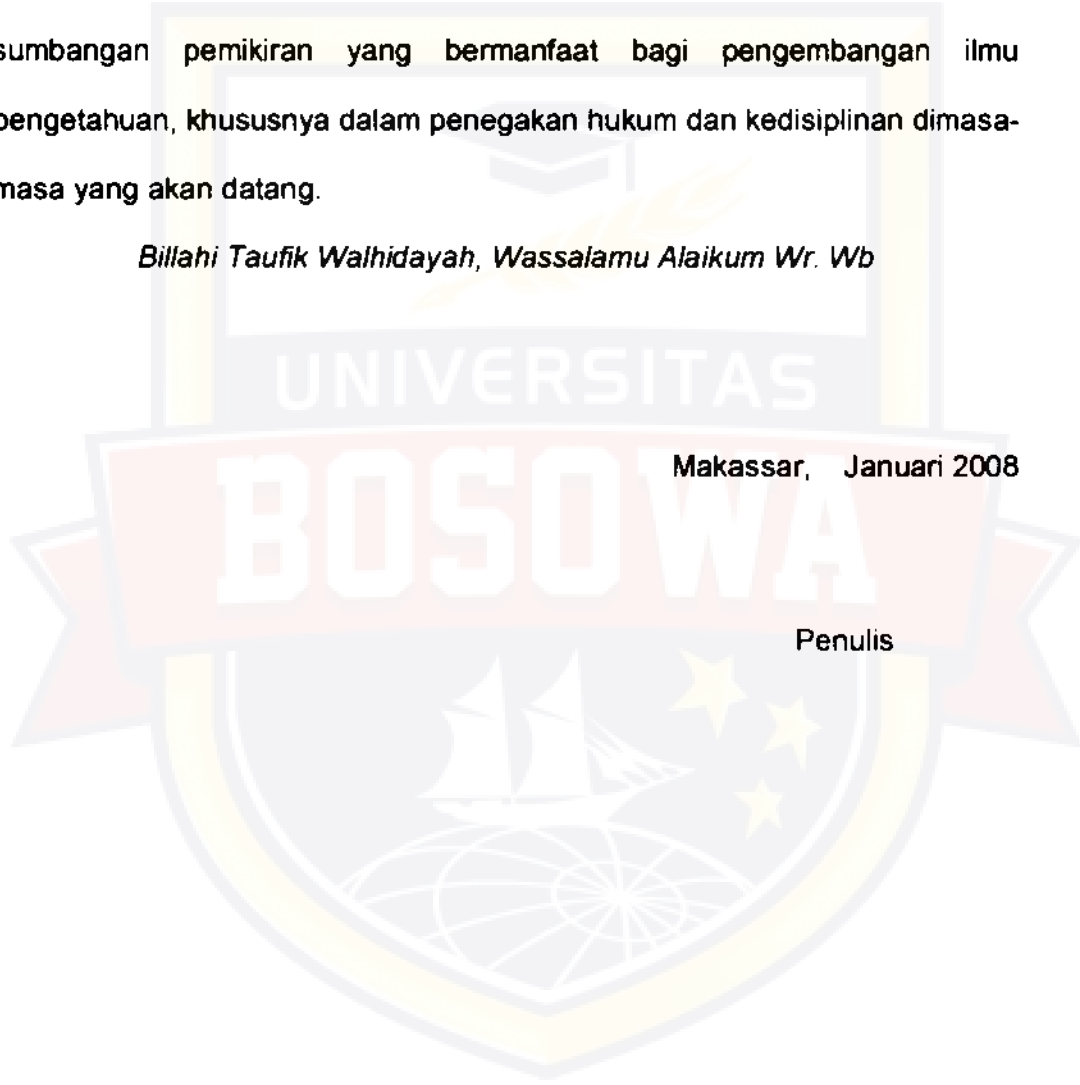 sumbangan pemikiran yang bermanfaat bagi pengembangan ilmu
pengetahuan, khususnya dalam penegakan hukum dan kedisiplinan dimasa-
masa yang akan datang.
Billahi Taufik Walhidayah, Wassalamu Alaikum Wr. Wb
UNIVERSITAS
BOSOWA
Makassar, Januari 2008
Penulis